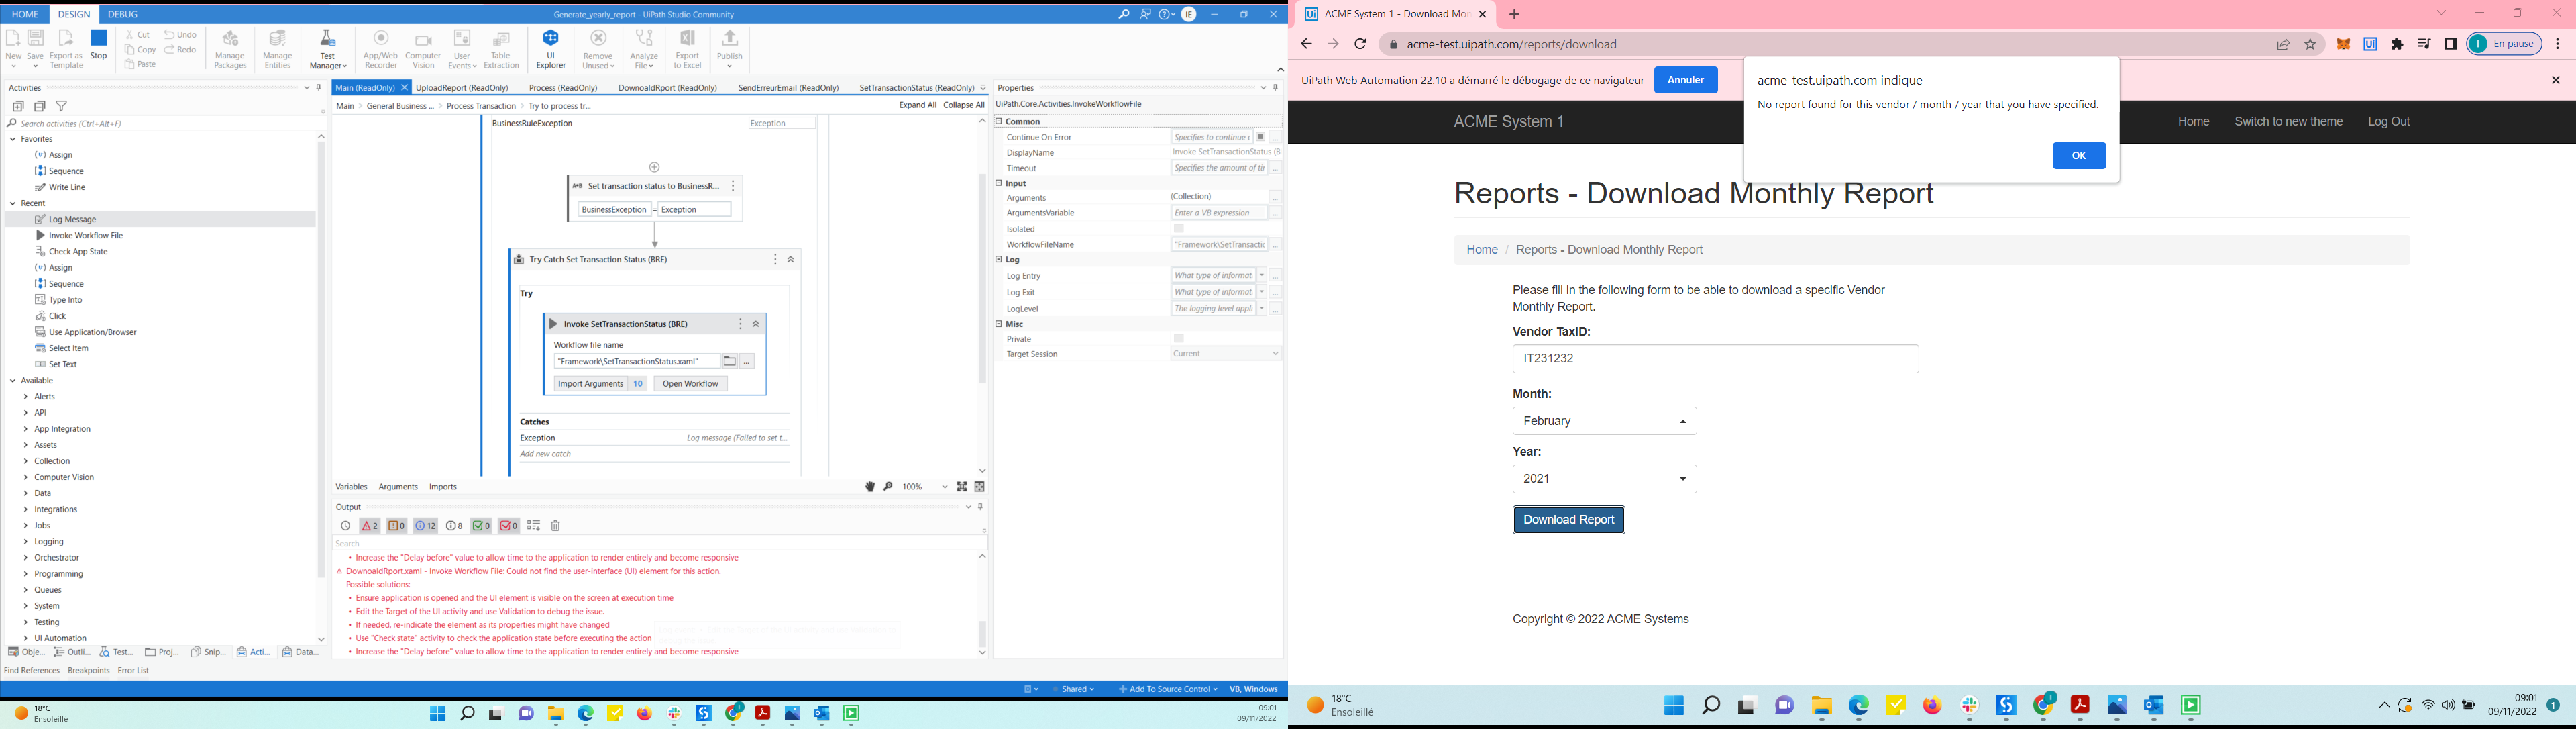 HOME DESIGN DEBUG
Generate_yearly_report - UiPath Studio Community
IE
New Save Export as Template Stop
Cut Copy Paste
Undo Redo
Manage Packages
Manage Entities
Test Manager
App/Web Recorder
Computer Vision
User Events
Table Extraction
UI Explorer
Remove Unused
Analyze File
Export to Excel
Publish
Activities
Search activities (Ctrl+Alt+F)
Favorites
Assign
Sequence
Write Line
Recent
Log Message
Invoke Workflow File
Check App State
Assign
Sequence
Type Into
Click
Use Application/Browser
Select Item
Set Text
Available
Alerts
API
App Integration
Assets
Collection
Computer Vision
Data
Integrations
Jobs
Logging
Orchestrator
Programming
Queues
System
Testing
UI Automation
Obje... Outli... Test... Proj... Snip... Acti... Data...
Find References Breakpoints Error List
Main (ReadOnly) UploadReport (ReadOnly) Process (ReadOnly) DownoaldRport (ReadOnly) SendErreurEmail (ReadOnly) SetTransactionStatus (ReadOnly)
Main > General Business ... > Process Transaction > Try to process tr...
Expand All Collapse All
BusinessRuleException Exception
A*B Set transaction status to BusinessR...
BusinessException = Exception
Try Catch Set Transaction Status (BRE)
Try
Invoke SetTransactionStatus (BRE)
Workflow file name
"Framework\SetTransactionStatus.xaml" ...
Import Arguments 10 Open Workflow
Catches
Exception Log message (Failed to set t...
Add new catch
Variables Arguments Imports 100%
Output
2 0 12 8 0 0
Search
• Increase the "Delay before" value to allow time to the application to render entirely and become responsive
DownoaldRport.xaml - Invoke Workflow File: Could not find the user-interface (UI) element for this action.
Possible solutions:
• Ensure application is opened and the UI element is visible on the screen at execution time
• Edit the Target of the UI activity and use Validation to debug the issue.
• If needed, re-indicate the element as its properties might have changed
• Use "Check state" activity to check the application state before executing the action
• Increase the "Delay before" value to allow time to the application to render entirely and become responsive
Properties
UiPath.Core.Activities.InvokeWorkflowFile
Common
Continue On Error Specifies to continue ...
DisplayName Invoke SetTransactionStatus (B
Timeout Specifies the amount of ti ...
Input
Arguments (Collection) ...
ArgumentsVariable Enter a VB expression ...
Isolated
WorkflowFileName "Framework\SetTransactic ...
Log
Log Entry What type of informat ...
Log Exit What type of informat ...
LogLevel The logging level appl ...
Misc
Private
Target Session Current
Shared Add To Source Control VB, Windows
18°C
Ensoleillé
09:01
09/11/2022
ACME System 1 - Download Mon
acme-test.uipath.com/reports/download
En pause
UiPath Web Automation 22.10 a démarré le débogage de ce navigateur Annuler
acme-test.uipath.com indique
No report found for this vendor / month / year that you have specified.
OK
ACME System 1
Home Switch to new theme Log Out
Reports - Download Monthly Report
Home / Reports - Download Monthly Report
Please fill in the following form to be able to download a specific Vendor
Monthly Report.
Vendor TaxID:
IT231232
Month:
February
Year:
2021
Download Report
Copyright © 2022 ACME Systems
18°C
Ensoleillé
09:01
09/11/2022
1